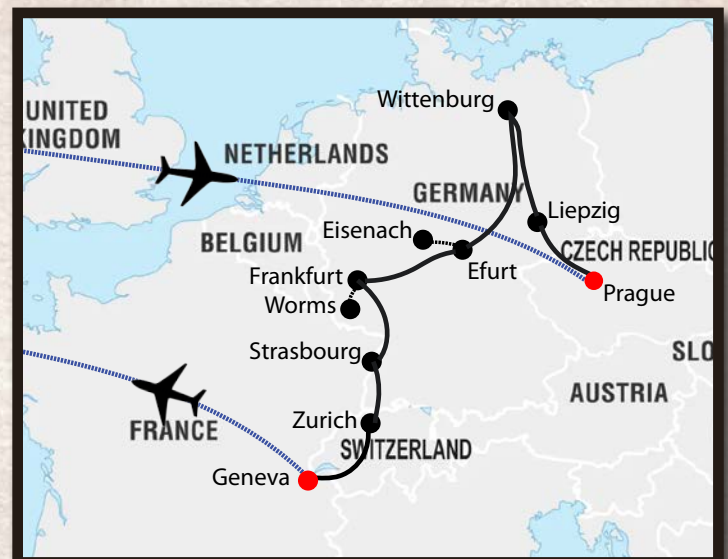 UNITED
KINGDOM
Wittenburg
NETHERLANDS
GERMANY
Liepzig
Eisenach
BELGIUM
CZECH REPUBLIC
Efurt
Frankfurt
Prague
Worms
Strasbourg
SLO
AUSTRIA
Zurich
FRANCE
SWITZERLAND
Geneva